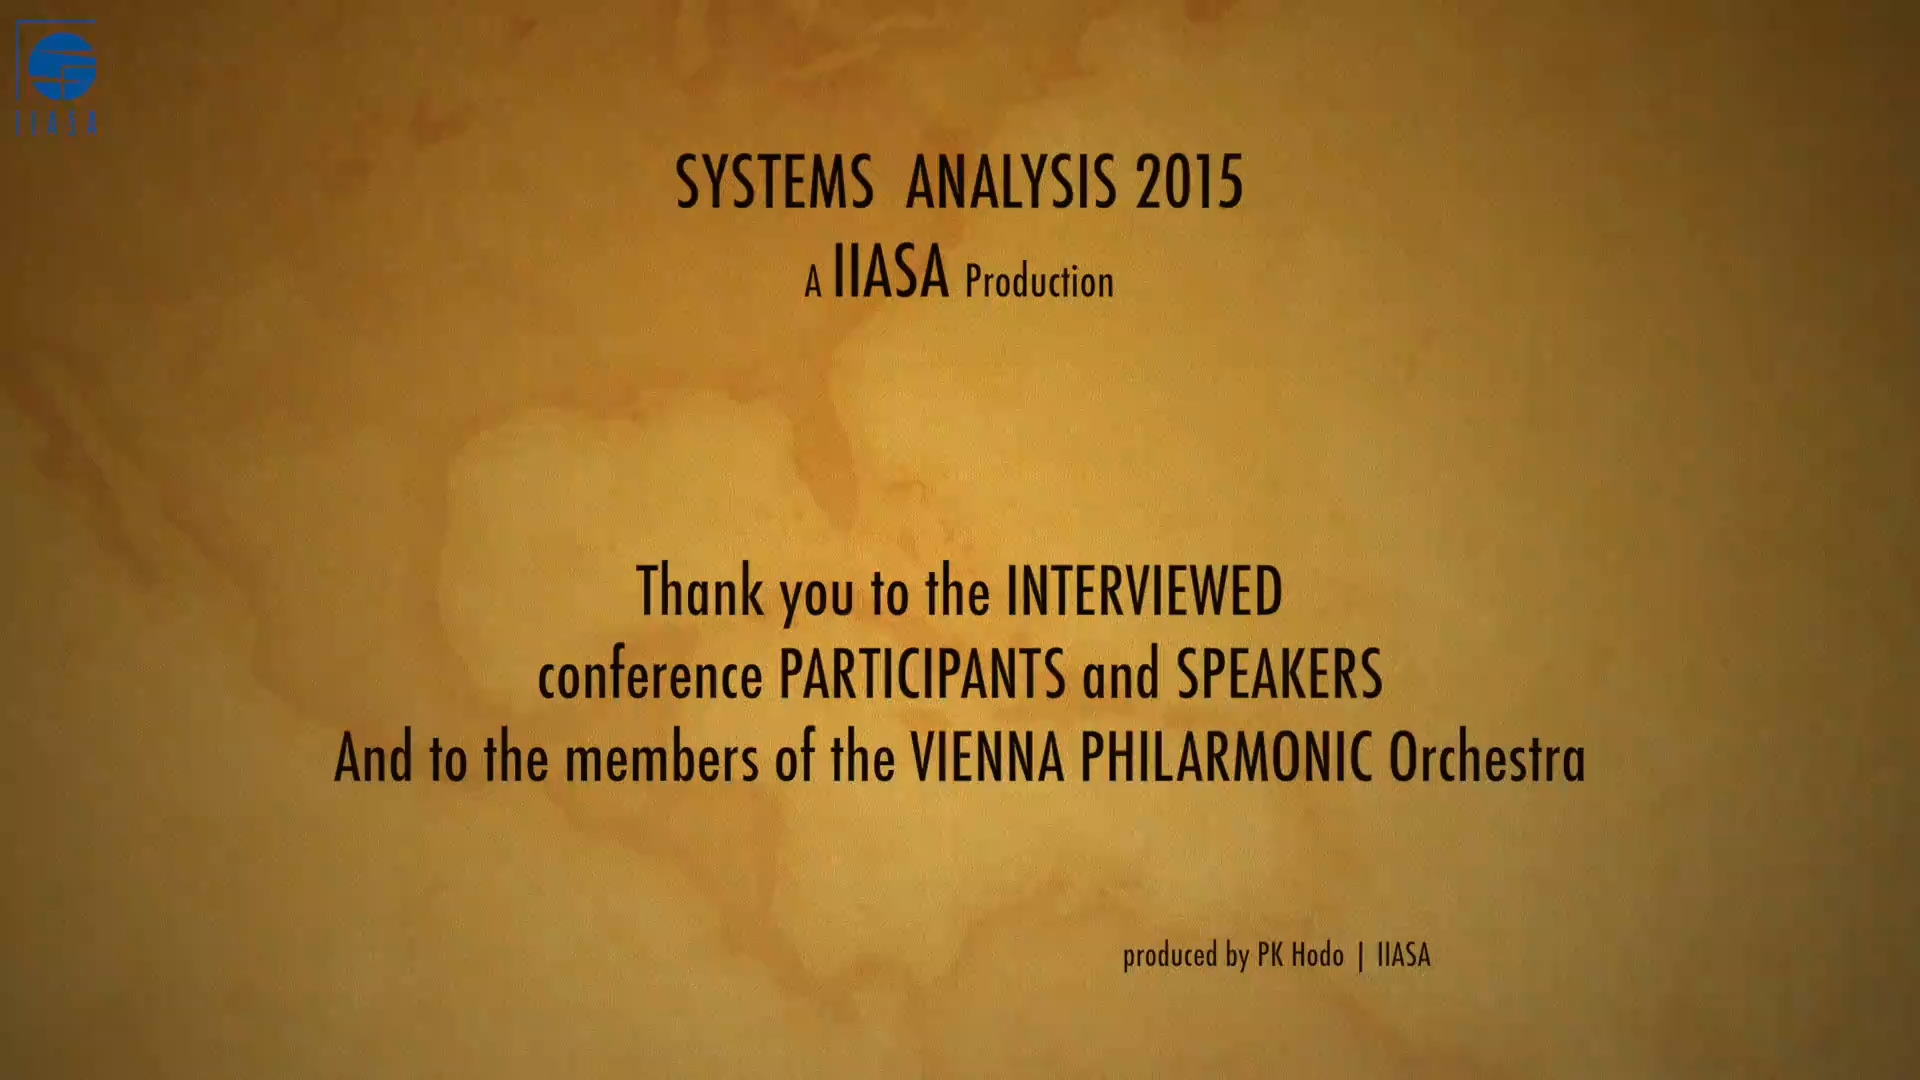 IIASA
SYSTEMS ANALYSIS 2015
A IIASA Production
Thank you to the INTERVIEWED
conference PARTICIPANTS and SPEAKERS
And to the members of the VIENNA PHILARMONIC Orchestra
produced by PK Hodo | IIASA